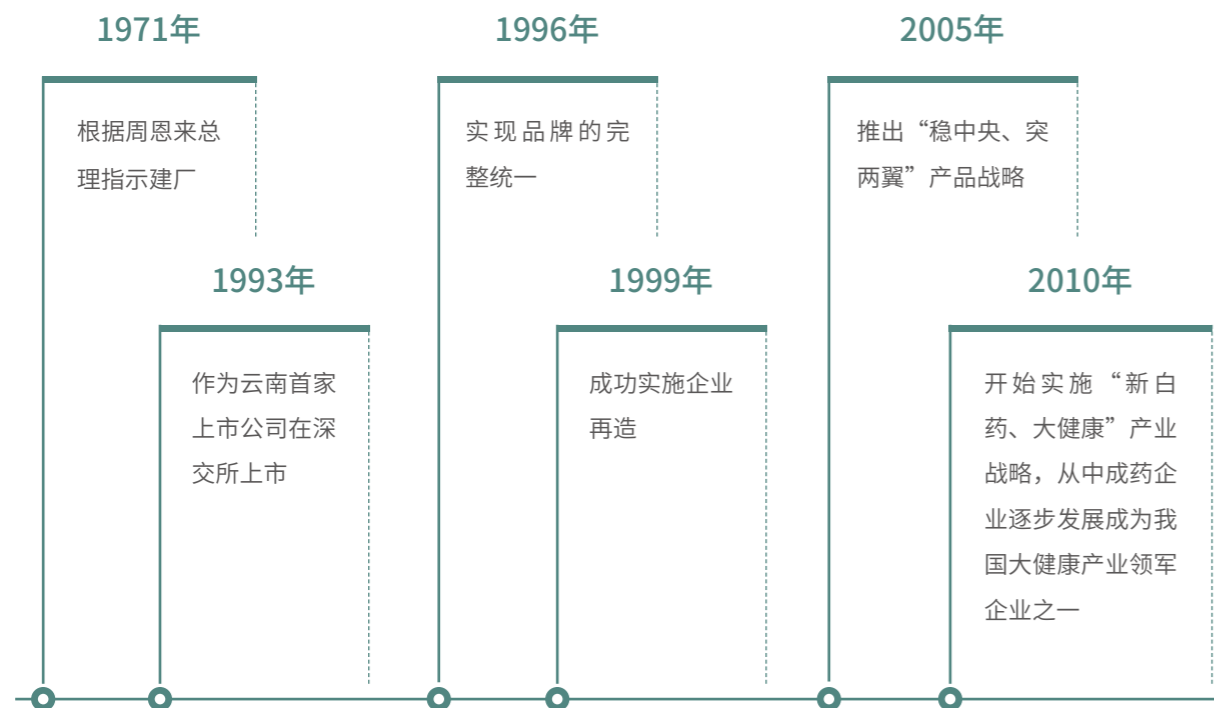 1971年
根据周恩来总
理指示建厂
1993年
作为云南首家
上市公司在深
交所上市
1996年
实现品牌的完
整统一
1999年
成功实施企业
再造
2005年
推出“稳中央、突
两翼”产品战略
2010年
开始实施“新白
药、大健康”产业
战略，从中成药企
业逐步发展成为我
国大健康产业领军
企业之一